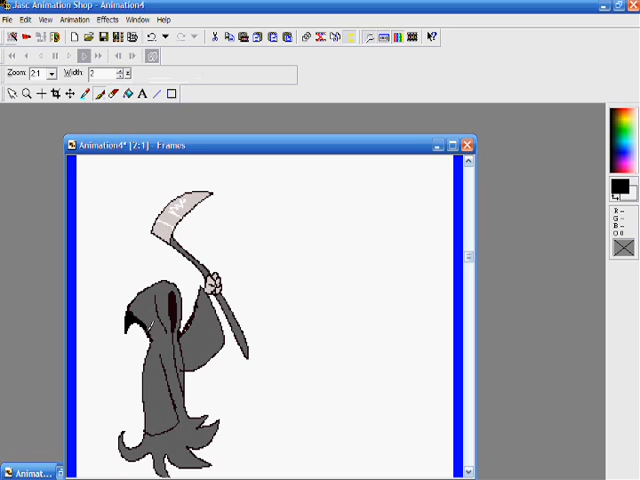 Jasc Animation Shop - Animation4
File Edit View Animation Effects Window Help
Zoom: 2:1 Width: 2
Animation4* [2:1] - Frames
R --
G --
B --
O 0
Animat...